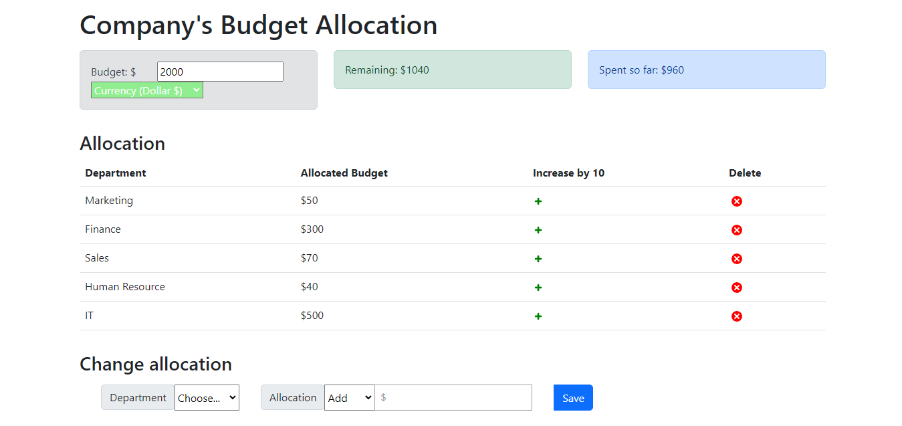 Company's Budget Allocation
Budget: $ 2000
Currency (Dollar $)
Remaining: $1040
Spent so far: $960
Allocation
Department Allocated Budget Increase by 10 Delete
Marketing $50 +
Finance $300 +
Sales $70 +
Human Resource $40 +
IT $500 +
Change allocation
Department Choose... Allocation Add $ Save